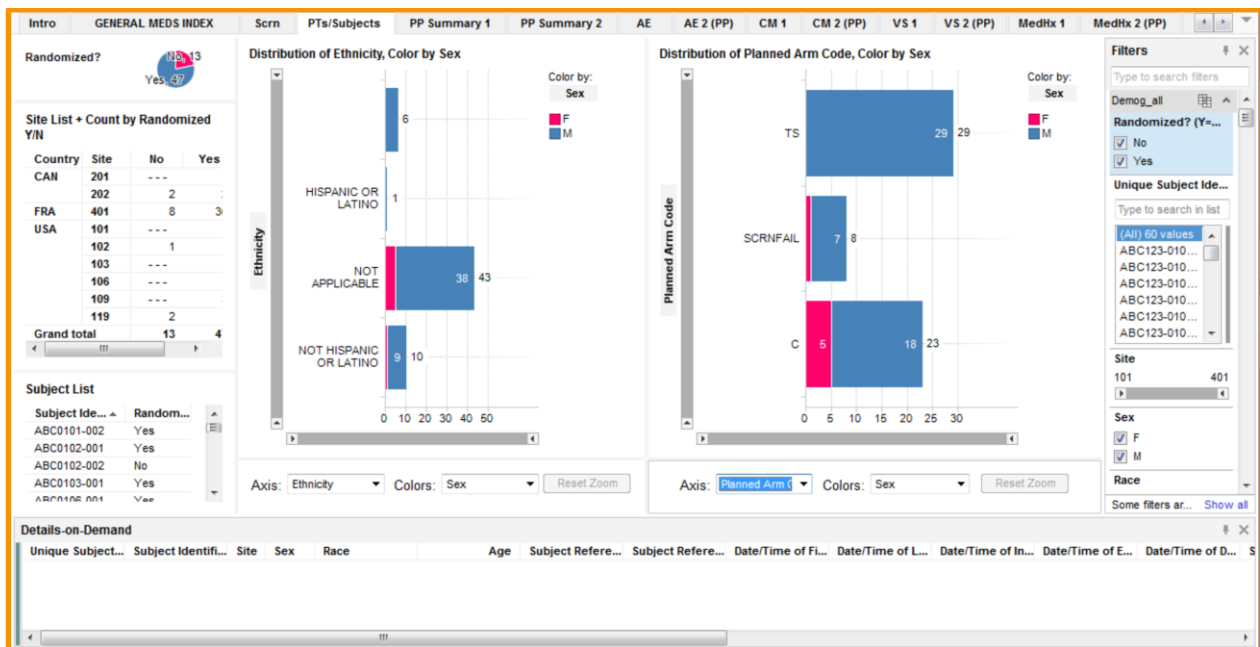 Intro GENERAL MEDS INDEX Scrn PTs/Subjects PP Summary 1 PP Summary 2 AE AE 2 (PP) CM 1 CM 2 (PP) VS 1 VS 2 (PP) MedHx 1 MedHx 2 (PP)
Randomized?
No, 13
Yes, 47
Site List + Count by Randomized
Y/N
Country Site No Yes
CAN 201 - - -
202 2
FRA 401 8 3
USA 101 - - -
102 1
103 - - -
106 - - -
109 - - -
119 2
Grand total 13 4
Subject List
Subject Ide... Random...
ABC0101-002 Yes
ABC0102-001 Yes
ABC0102-002 No
ABC0103-001 Yes
ABC0106-001 Yes
Distribution of Ethnicity, Color by Sex
Color by:
Sex
F
M
Ethnicity
6
HISPANIC OR
LATINO
1
NOT
APPLICABLE
38 43
NOT HISPANIC
OR LATINO
9 10
0 10 20 30 40 50
Axis: Ethnicity Colors: Sex Reset Zoom
Distribution of Planned Arm Code, Color by Sex
Color by:
Sex
F
M
Planned Arm Code
TS 29 29
SCRNFAIL 7 8
C 5 18 23
0 5 10 15 20 25 30
Axis: Planned Arm C Colors: Sex Reset Zoom
Filters
Type to search filters
Demog_all
Randomized? (Y=...
No
Yes
Unique Subject Ide...
Type to search in list
(All) 60 values
ABC123-010...
ABC123-010...
ABC123-010...
ABC123-010...
ABC123-010...
ABC123-010...
Site
101 401
Sex
F
M
Race
Some filters ar... Show all
Details-on-Demand
Unique Subject... Subject Identifi... Site Sex Race Age Subject Refere... Subject Refere... Date/Time of Fi... Date/Time of L... Date/Time of In... Date/Time of E... Date/Time of D... S